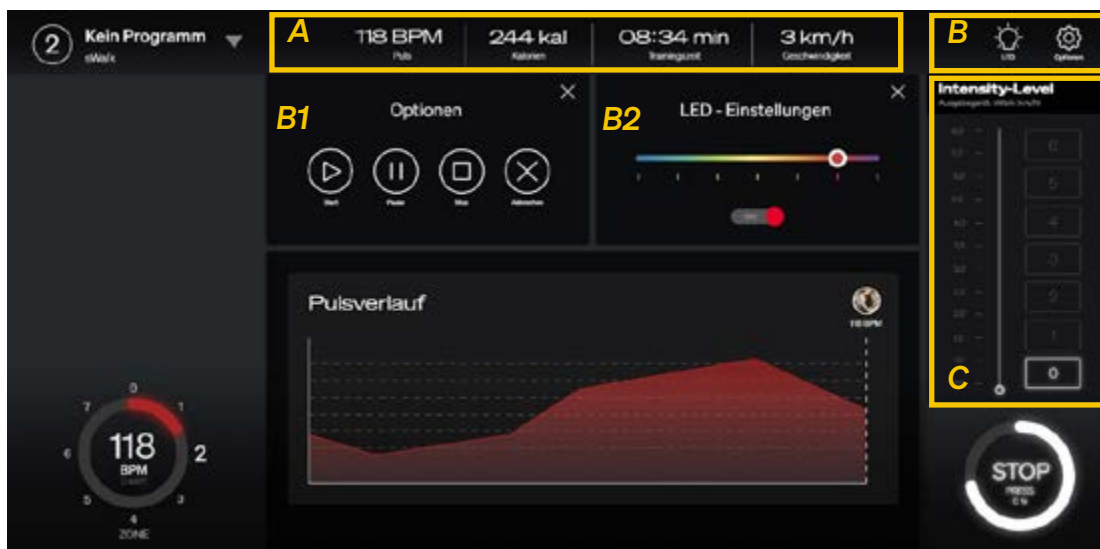 2
Kein Programm
sWalk
A
118 BPM
Puls
244 kal
Kalorien
08:34 min
Trainingszeit
3 km/h
Geschwindigkeit
B
LED
Optionen
B1
Optionen
Start
Pause
Stop
Abbrechen
B2
LED - Einstellungen
Intensity-Level
6
5
4
3
2
1
0
C
Pulsverlauf
118 BPM
0
1
2
3
4
5
6
7
118
BPM
ZONE
STOP
PRESS